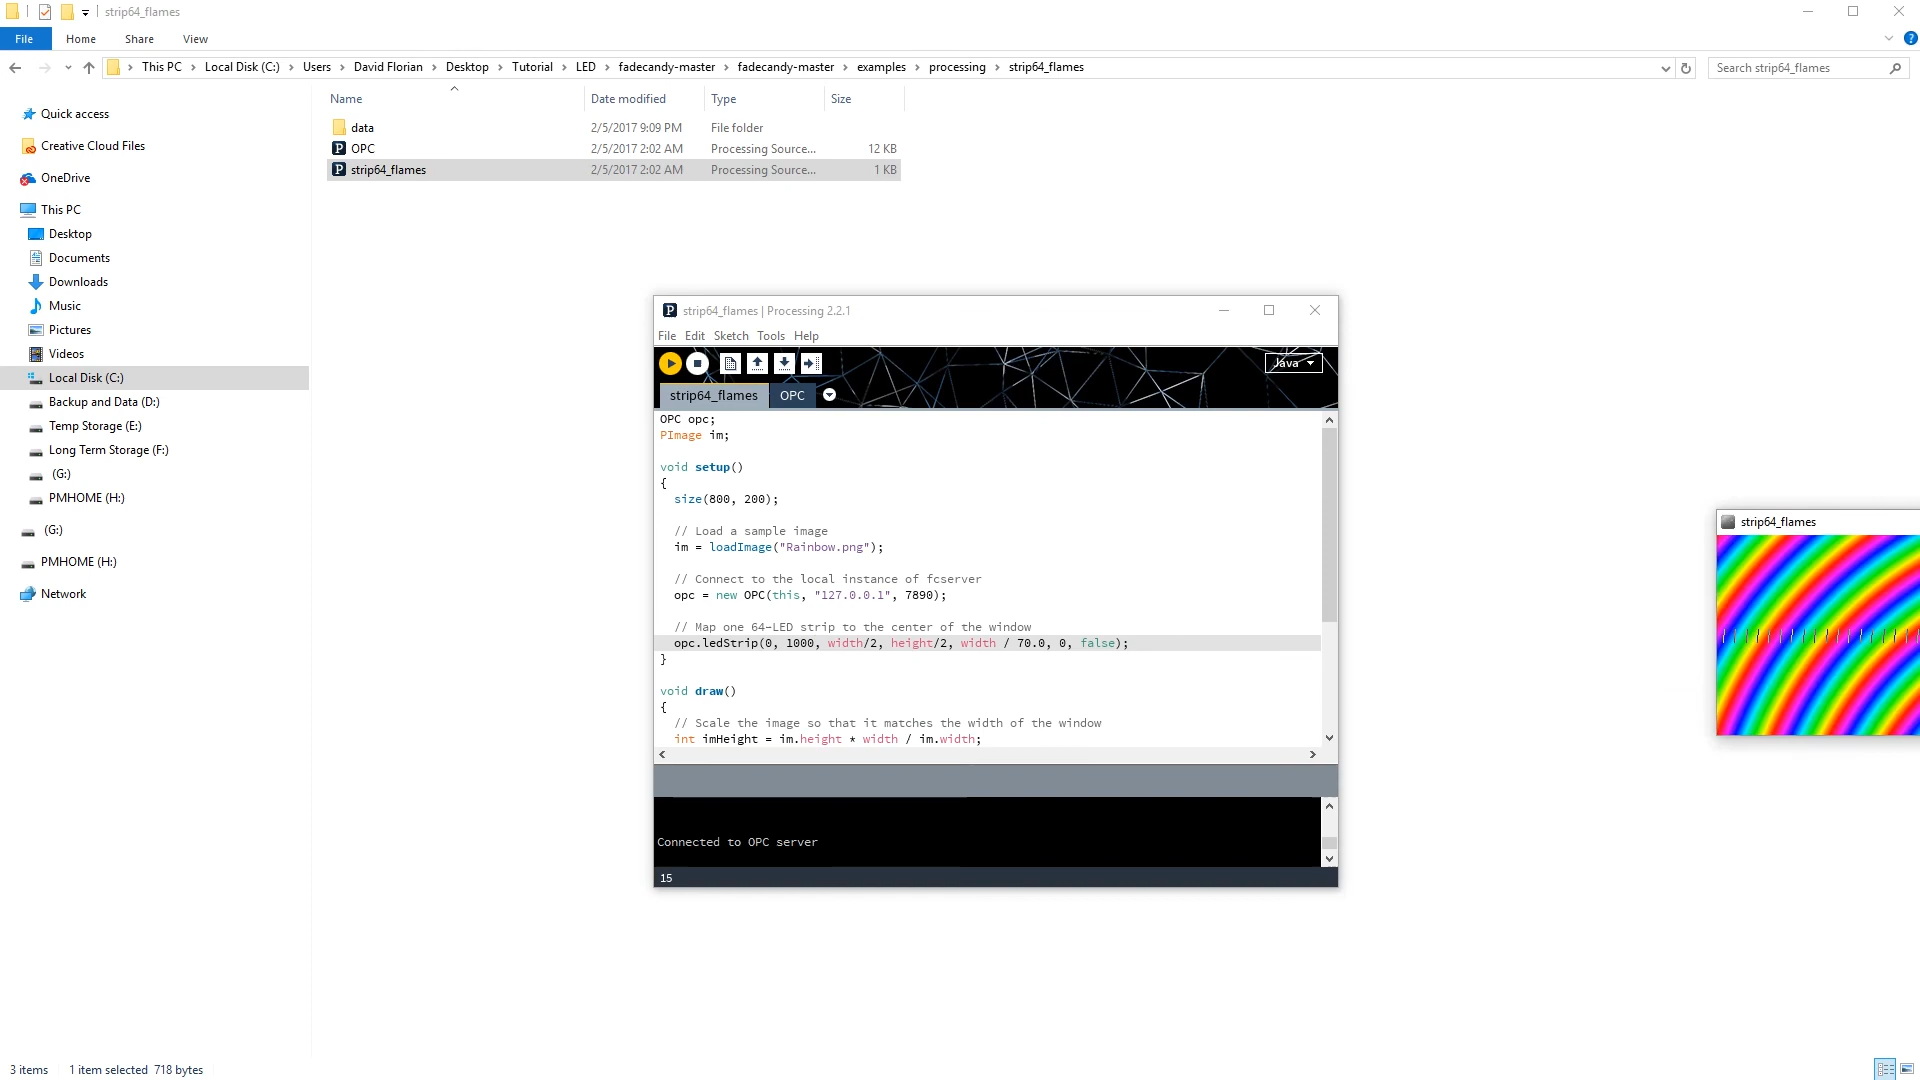 strip64_flames
File Home Share View
This PC Local Disk (C:) Users David Florian Desktop Tutorial LED fadecandy-master fadecandy-master examples processing strip64_flames
Search strip64_flames
Name Date modified Type Size
data 2/5/2017 9:09 PM File folder
OPC 2/5/2017 2:02 AM Processing Source... 12 KB
strip64_flames 2/5/2017 2:02 AM Processing Source... 1 KB
Quick access
Creative Cloud Files
OneDrive
This PC
Desktop
Documents
Downloads
Music
Pictures
Videos
Local Disk (C:)
Backup and Data (D:)
Temp Storage (E:)
Long Term Storage (F:)
(G:)
PMHOME (H:)
(G:)
PMHOME (H:)
Network
strip64_flames | Processing 2.2.1
File Edit Sketch Tools Help
Java
strip64_flames OPC
OPC opc;
PImage im;
void setup()
{
size(800, 200);
// Load a sample image
im = loadImage("Rainbow.png");
// Connect to the local instance of fcserver
opc = new OPC(this, "127.0.0.1", 7890);
// Map one 64-LED strip to the center of the window
opc.ledStrip(0, 1000, width/2, height/2, width / 70.0, 0, false);
}
void draw()
{
// Scale the image so that it matches the width of the window
int imHeight = im.height * width / im.width;
Connected to OPC server
15
strip64_flames
3 items 1 item selected 718 bytes